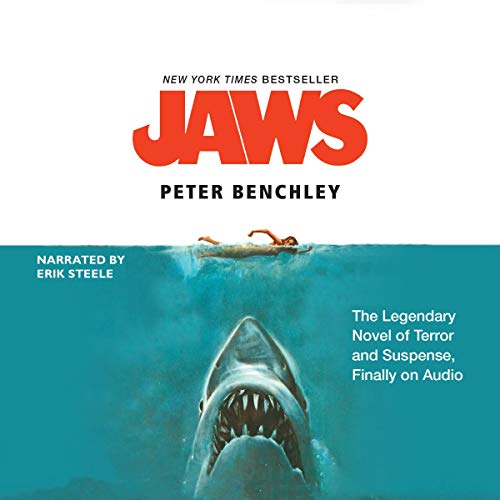 NEW YORK TIMES BESTSELLER
JAWS
PETER BENCHLEY
NARRATED BY
ERIK STEELE
The Legendary
Novel of Terror
and Suspense,
Finally on Audio